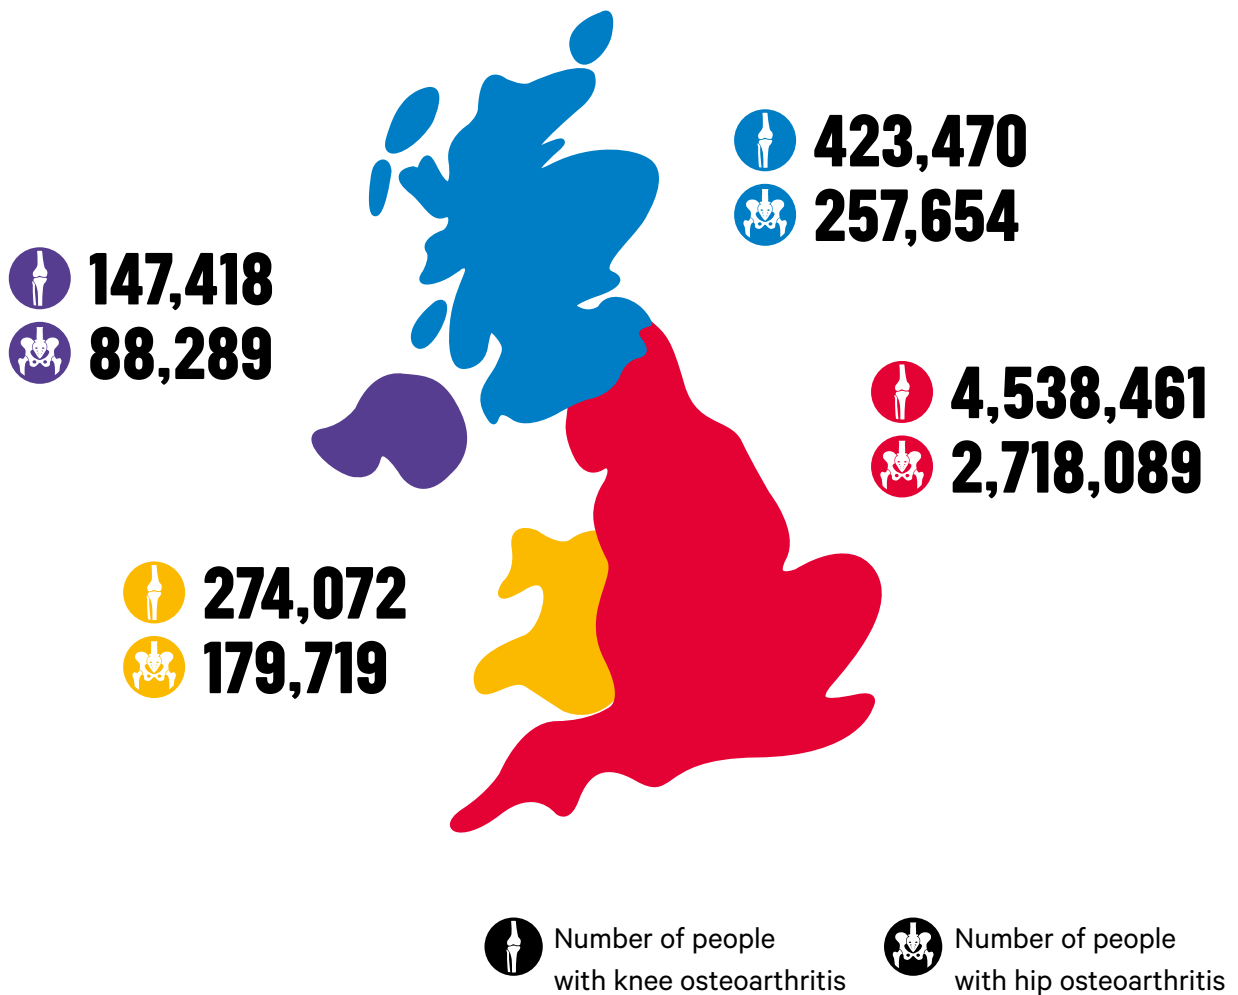 423,470
257,654
147,418
88,289
4,538,461
2,718,089
274,072
179,719
Number of people
with knee osteoarthritis
Number of people
with hip osteoarthritis